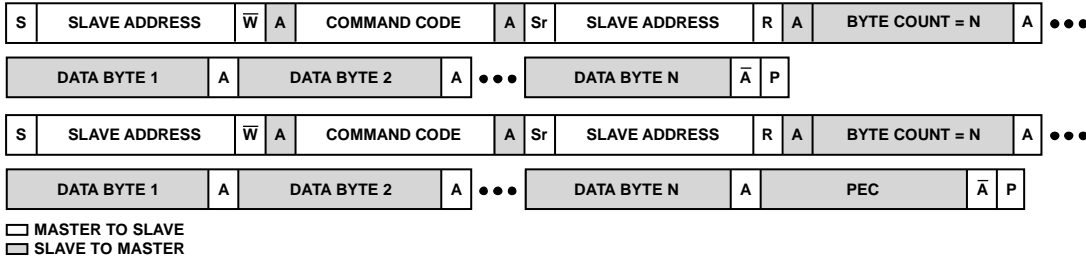 S SLAVE ADDRESS W̅ A COMMAND CODE A Sr SLAVE ADDRESS R A BYTE COUNT = N A •••
DATA BYTE 1 A DATA BYTE 2 A ••• DATA BYTE N A̅ P
S SLAVE ADDRESS W̅ A COMMAND CODE A Sr SLAVE ADDRESS R A BYTE COUNT = N A •••
DATA BYTE 1 A DATA BYTE 2 A ••• DATA BYTE N A PEC A̅ P
MASTER TO SLAVE
SLAVE TO MASTER